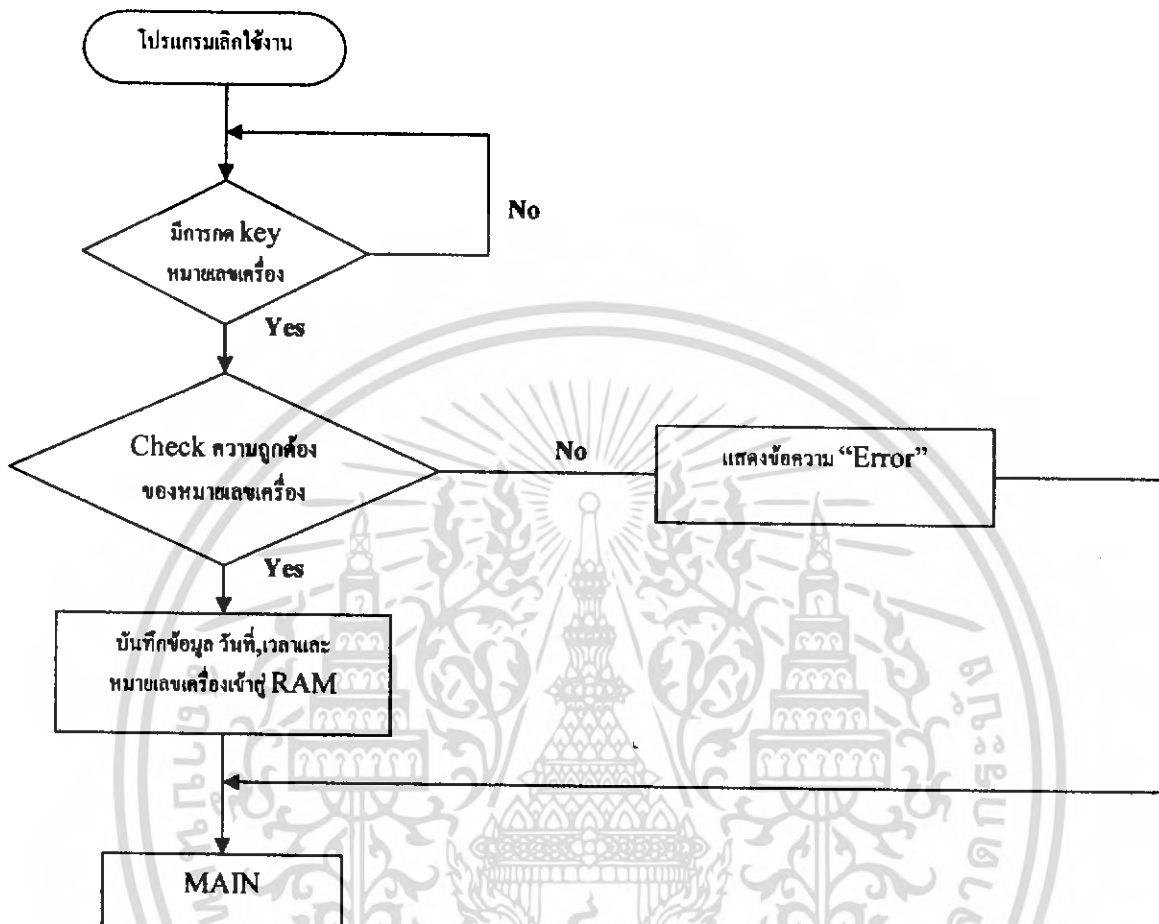 โปรแกรมเลิกใช้งาน
มีการกด key
หมายเลขเครื่อง
No
Yes
Check ความถูกต้อง
ของหมายเลขเครื่อง
No
แสดงข้อความ “Error”
Yes
บันทึกข้อมูล วันที่,เวลาและ
หมายเลขเครื่องเข้าสู่ RAM
MAIN